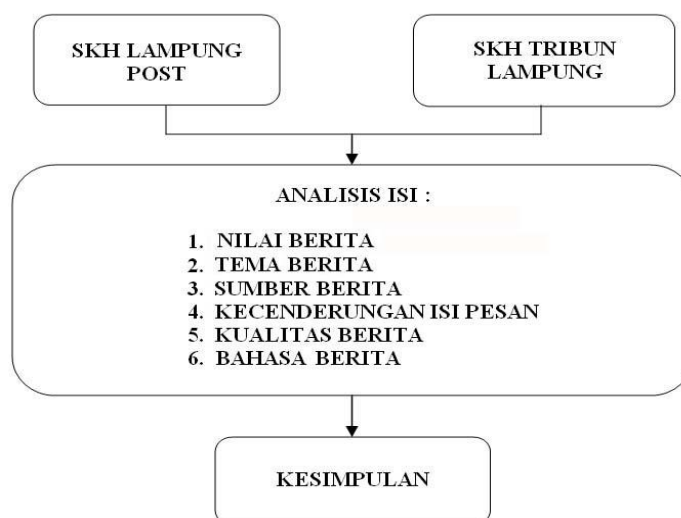 SKH LAMPUNG
POST
SKH TRIBUN
LAMPUNG
ANALISIS ISI :
1. NILAI BERITA
2. TEMA BERITA
3. SUMBER BERITA
4. KECENDERUNGAN ISI PESAN
5. KUALITAS BERITA
6. BAHASA BERITA
KESIMPULAN